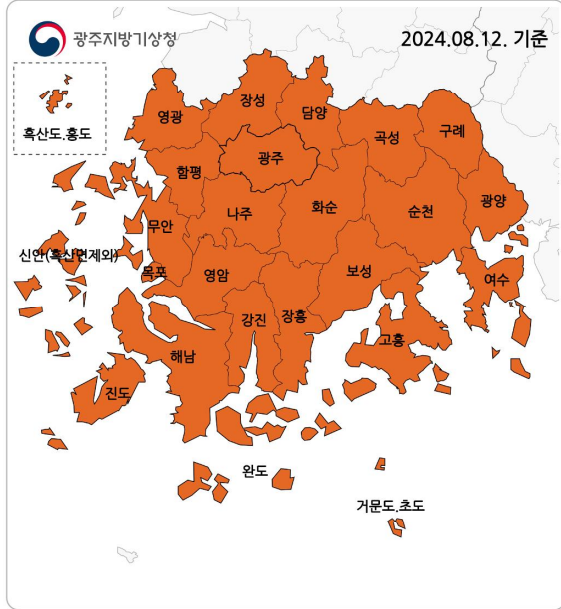 광주지방기상청
2024.08.12. 기준
흑산도.홍도
영광
장성
담양
곡성
구례
함평
광주
나주
화순
순천
광양
무안
신안(흑산면제외)
목포
영암
보성
여수
강진
장흥
고흥
해남
진도
완도
거문도.초도